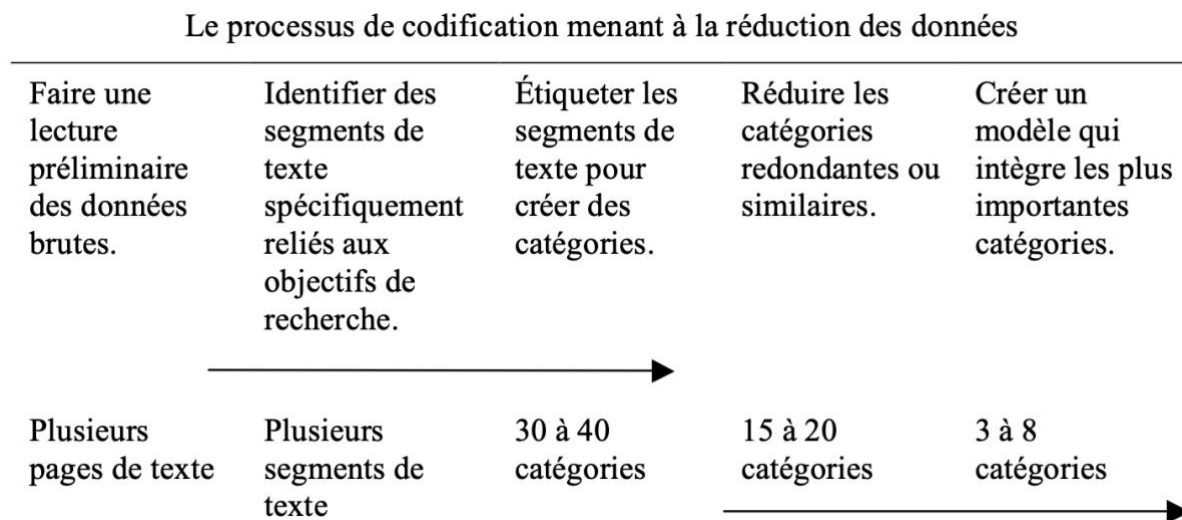 Le processus de codification menant à la réduction des données
Faire une
lecture
préliminaire
des données
brutes.
Identifier des
segments de
texte
spécifiquement
reliés aux
objectifs de
recherche.
Étiqueter les
segments de
texte pour
créer des
catégories.
Réduire les
catégories
redondantes ou
similaires.
Créer un
modèle qui
intègre les plus
importantes
catégories.
Plusieurs
pages de texte
Plusieurs
segments de
texte
30 à 40
catégories
15 à 20
catégories
3 à 8
catégories